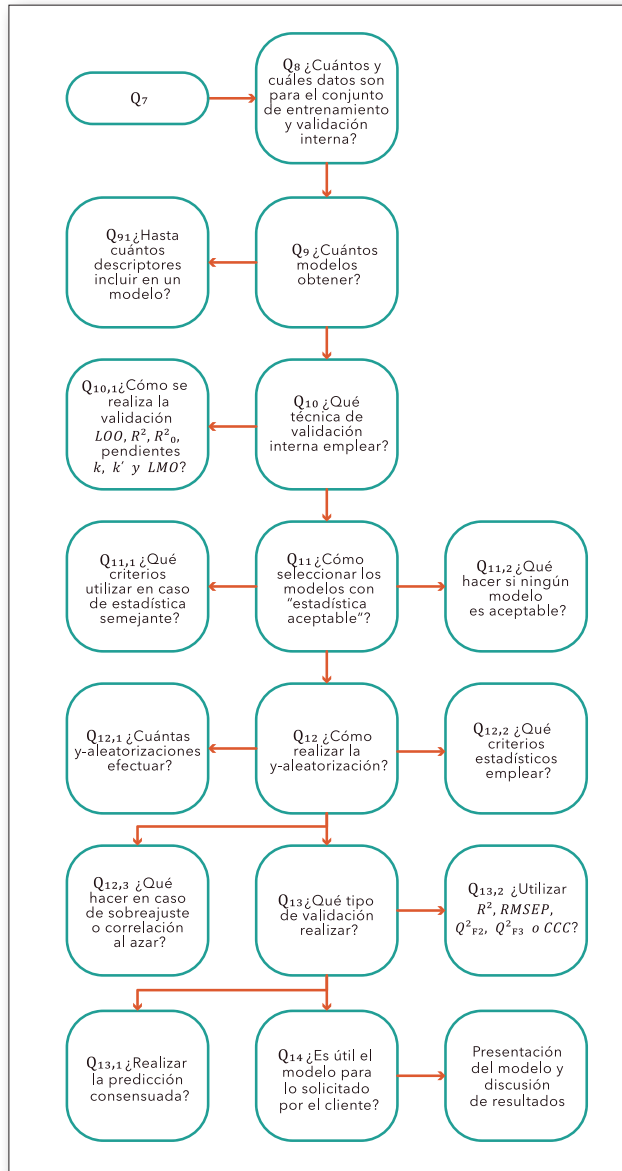 Q₇
Q₈ ¿Cuántos y
cuáles datos son
para el conjunto
de entrenamiento
y validación
interna?
Q₉₁¿Hasta
cuántos
descriptores
incluir en un
modelo?
Q₉ ¿Cuántos
modelos
obtener?
Q₁₀,₁¿Cómo se
realiza la
validación
LOO, R², R²₀,
pendientes
k, k′ y LMO?
Q₁₀ ¿Qué
técnica de
validación
interna emplear?
Q₁₁,₁ ¿Qué
criterios
utilizar en caso
de estadística
semejante?
Q₁₁ ¿Cómo
seleccionar los
modelos con
“estadística
aceptable”?
Q₁₁,₂ ¿Qué
hacer si ningún
modelo
es aceptable?
Q₁₂,₁ ¿Cuántas
y-aleatorizaciones
efectuar?
Q₁₂ ¿Cómo
realizar la
y-aleatorización?
Q₁₂,₂ ¿Qué
criterios
estadísticos
emplear?
Q₁₂,₃ ¿Qué
hacer en caso
de sobreajuste
o correlación
al azar?
Q₁₃¿Qué tipo
de validación
realizar?
Q₁₃,₂ ¿Utilizar
R², RMSEP,
Q²F2, Q²F3 o CCC?
Q₁₃,₁ ¿Realizar
la predicción
consensuada?
Q₁₄ ¿Es útil el
modelo para
lo solicitado
por el cliente?
Presentación
del modelo y
discusión
de resultados